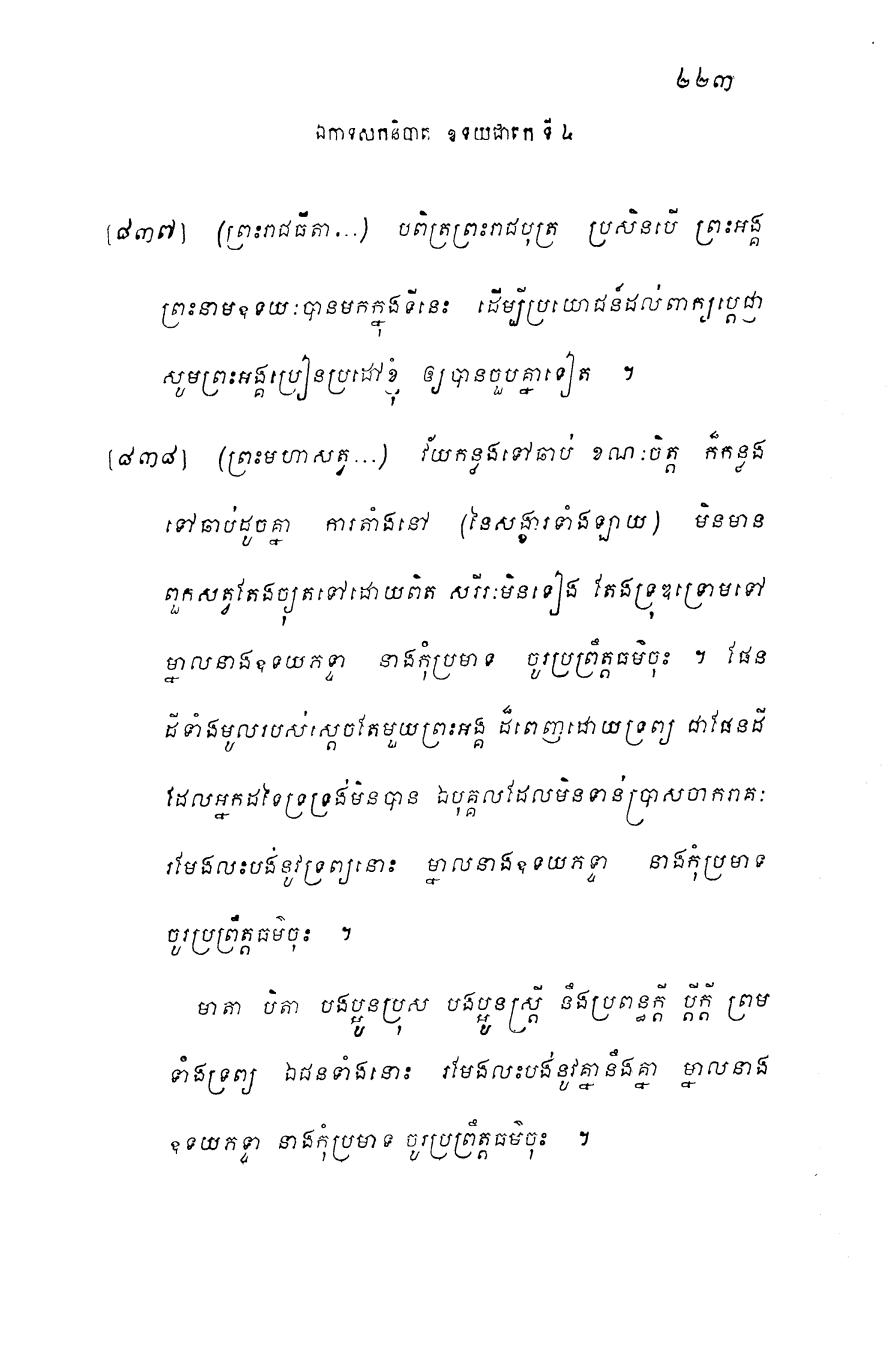 ២២៣
ឯកាទសកនិបាត ឧទយជាតក ទី ៤
[៨៣៧] (ព្រះរាជធីតា...) បពិត្រព្រះរាជបុត្រ ប្រសិនបើ ព្រះអង្គ
ព្រះនាមឧទយៈបានមកក្នុងទីនេះ ដើម្បីប្រយោជន៍ដល់ពាក្យប្តេជ្ញា
សូមព្រះអង្គប្រៀនប្រដៅខ្ញុំ ឲ្យបានចួបគ្នាទៀត ។
[៨៣៨] (ព្រះមហាសត្វ...) វ័យកន្លងទៅឆាប់ ខណៈចិត្ត ក៏កន្លង
ទៅឆាប់ដូចគ្នា ការតាំងនៅ (នៃសង្ខារទាំងឡាយ) មិនមាន
ពួកសត្វតែងច្យុតទៅដោយពិត សរីរៈមិនទៀង តែងទ្រុឌទ្រោមទៅ
ម្នាលនាងឧទយភទ្ទា នាងកុំប្រមាទ ចូរប្រព្រឹត្តធម៌ចុះ ។ ផែន
ដីទាំងមូលរបស់ស្តេចតែមួយព្រះអង្គ ដ៏ពេញដោយទ្រព្យ ជាផែនដី
ដែលអ្នកដទៃទ្រទ្រង់មិនបាន ឯបុគ្គលដែលមិនទាន់ប្រាសចាករាគៈ
រមែងលះបង់នូវទ្រព្យនោះ ម្នាលនាងឧទយភទ្ទា នាងកុំប្រមាទ
ចូរប្រព្រឹត្តធម៌ចុះ ។
មាតា បិតា បងប្អូនប្រុស បងប្អូនស្រ្តី នឹងប្រពន្ធក្តី ប្តីក្តី ព្រម
ទាំងទ្រព្យ ឯជនទាំងនោះ រមែងលះបង់នូវគ្នានឹងគ្នា ម្នាលនាង
ឧទយភទ្ទា នាងកុំប្រមាទ ចូរប្រព្រឹត្តធម៌ចុះ ។